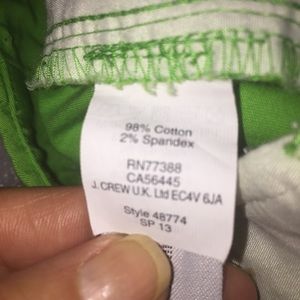 98% Cotton
2% Spandex
RN77388
CA56445
J. CREW U.K. Ltd EC4V 6JA
Style 48774
SP 13